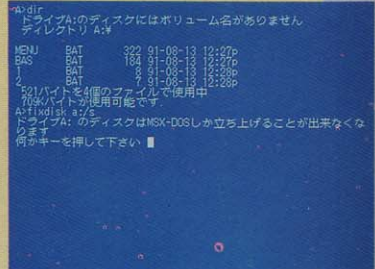 A>dir
ドライブA:のディスクにはボリューム名がありません
ディレクトリ A:¥
MENU BAT 322 91-08-13 12:27p
BAS BAT 184 91-08-13 12:27p
1 BAT 8 91-08-13 12:28p
2 BAT 7 91-08-13 12:28p
521バイトを4個のファイルで使用中
709Kバイトが使用可能です
A>fixdisk a:/s
ドライブA: のディスクはMSX-DOSしか立ち上げることが出来なくな
ります
何かキーを押して下さい